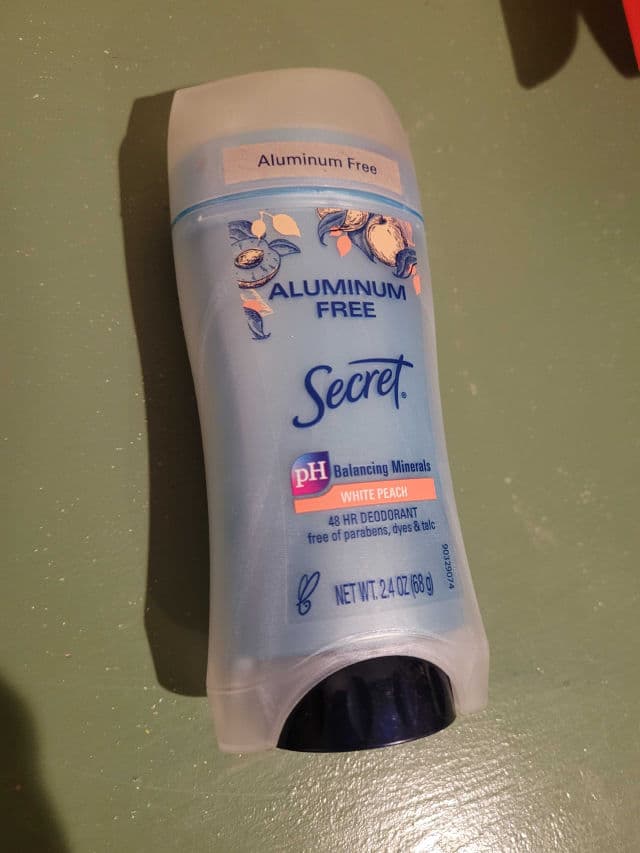 Aluminum Free
ALUMINUM
FREE
Secret®
pH Balancing Minerals
WHITE PEACH
48 HR DEODORANT
free of parabens, dyes & talc
90329074
NET WT. 2.4 OZ (68 g)